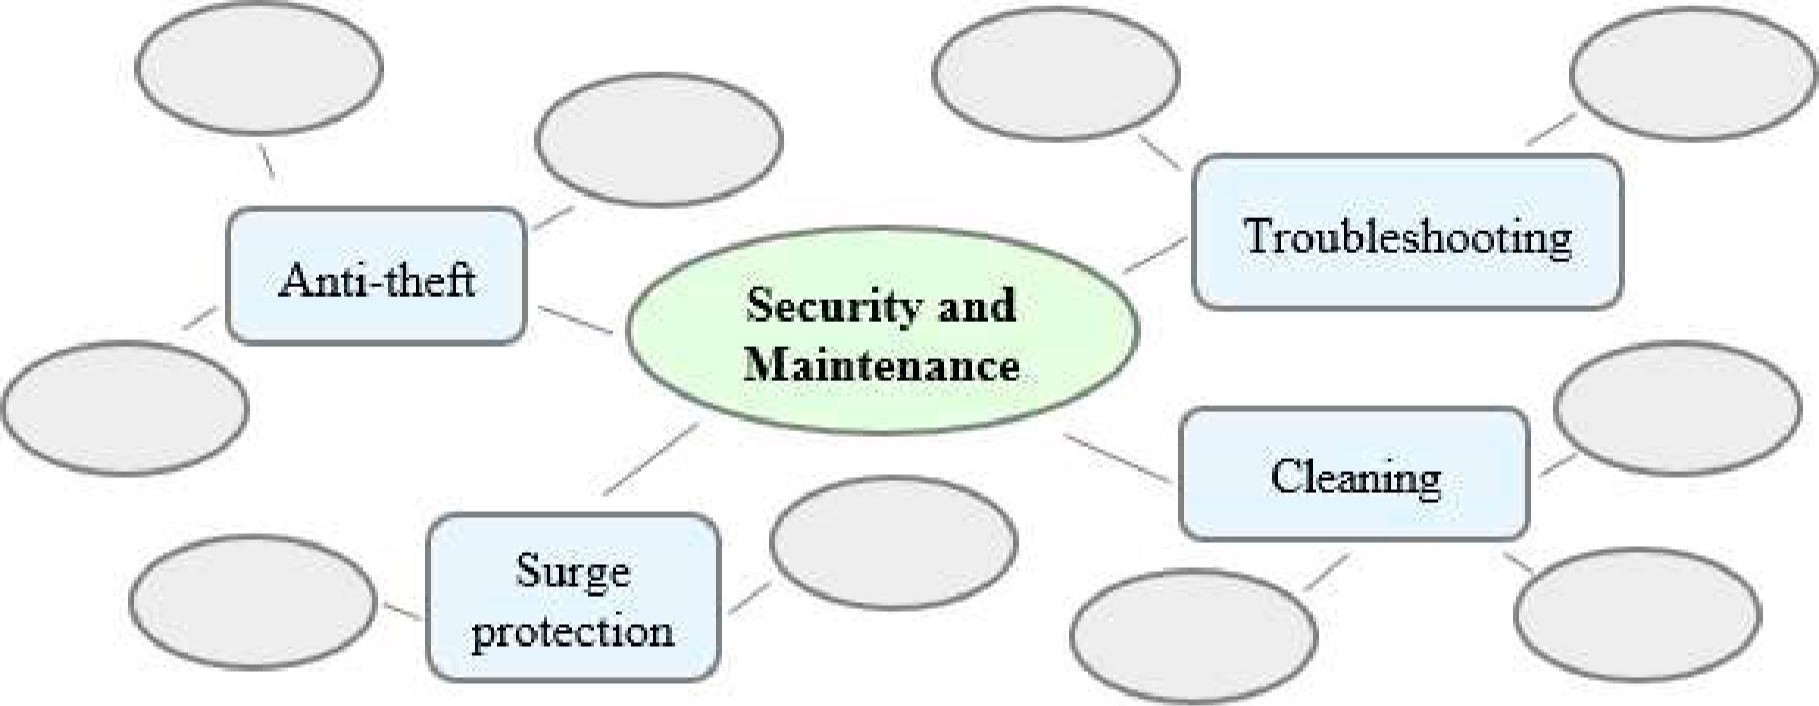 Anti-theft
Security and
Maintenance
Troubleshooting
Cleaning
Surge
protection